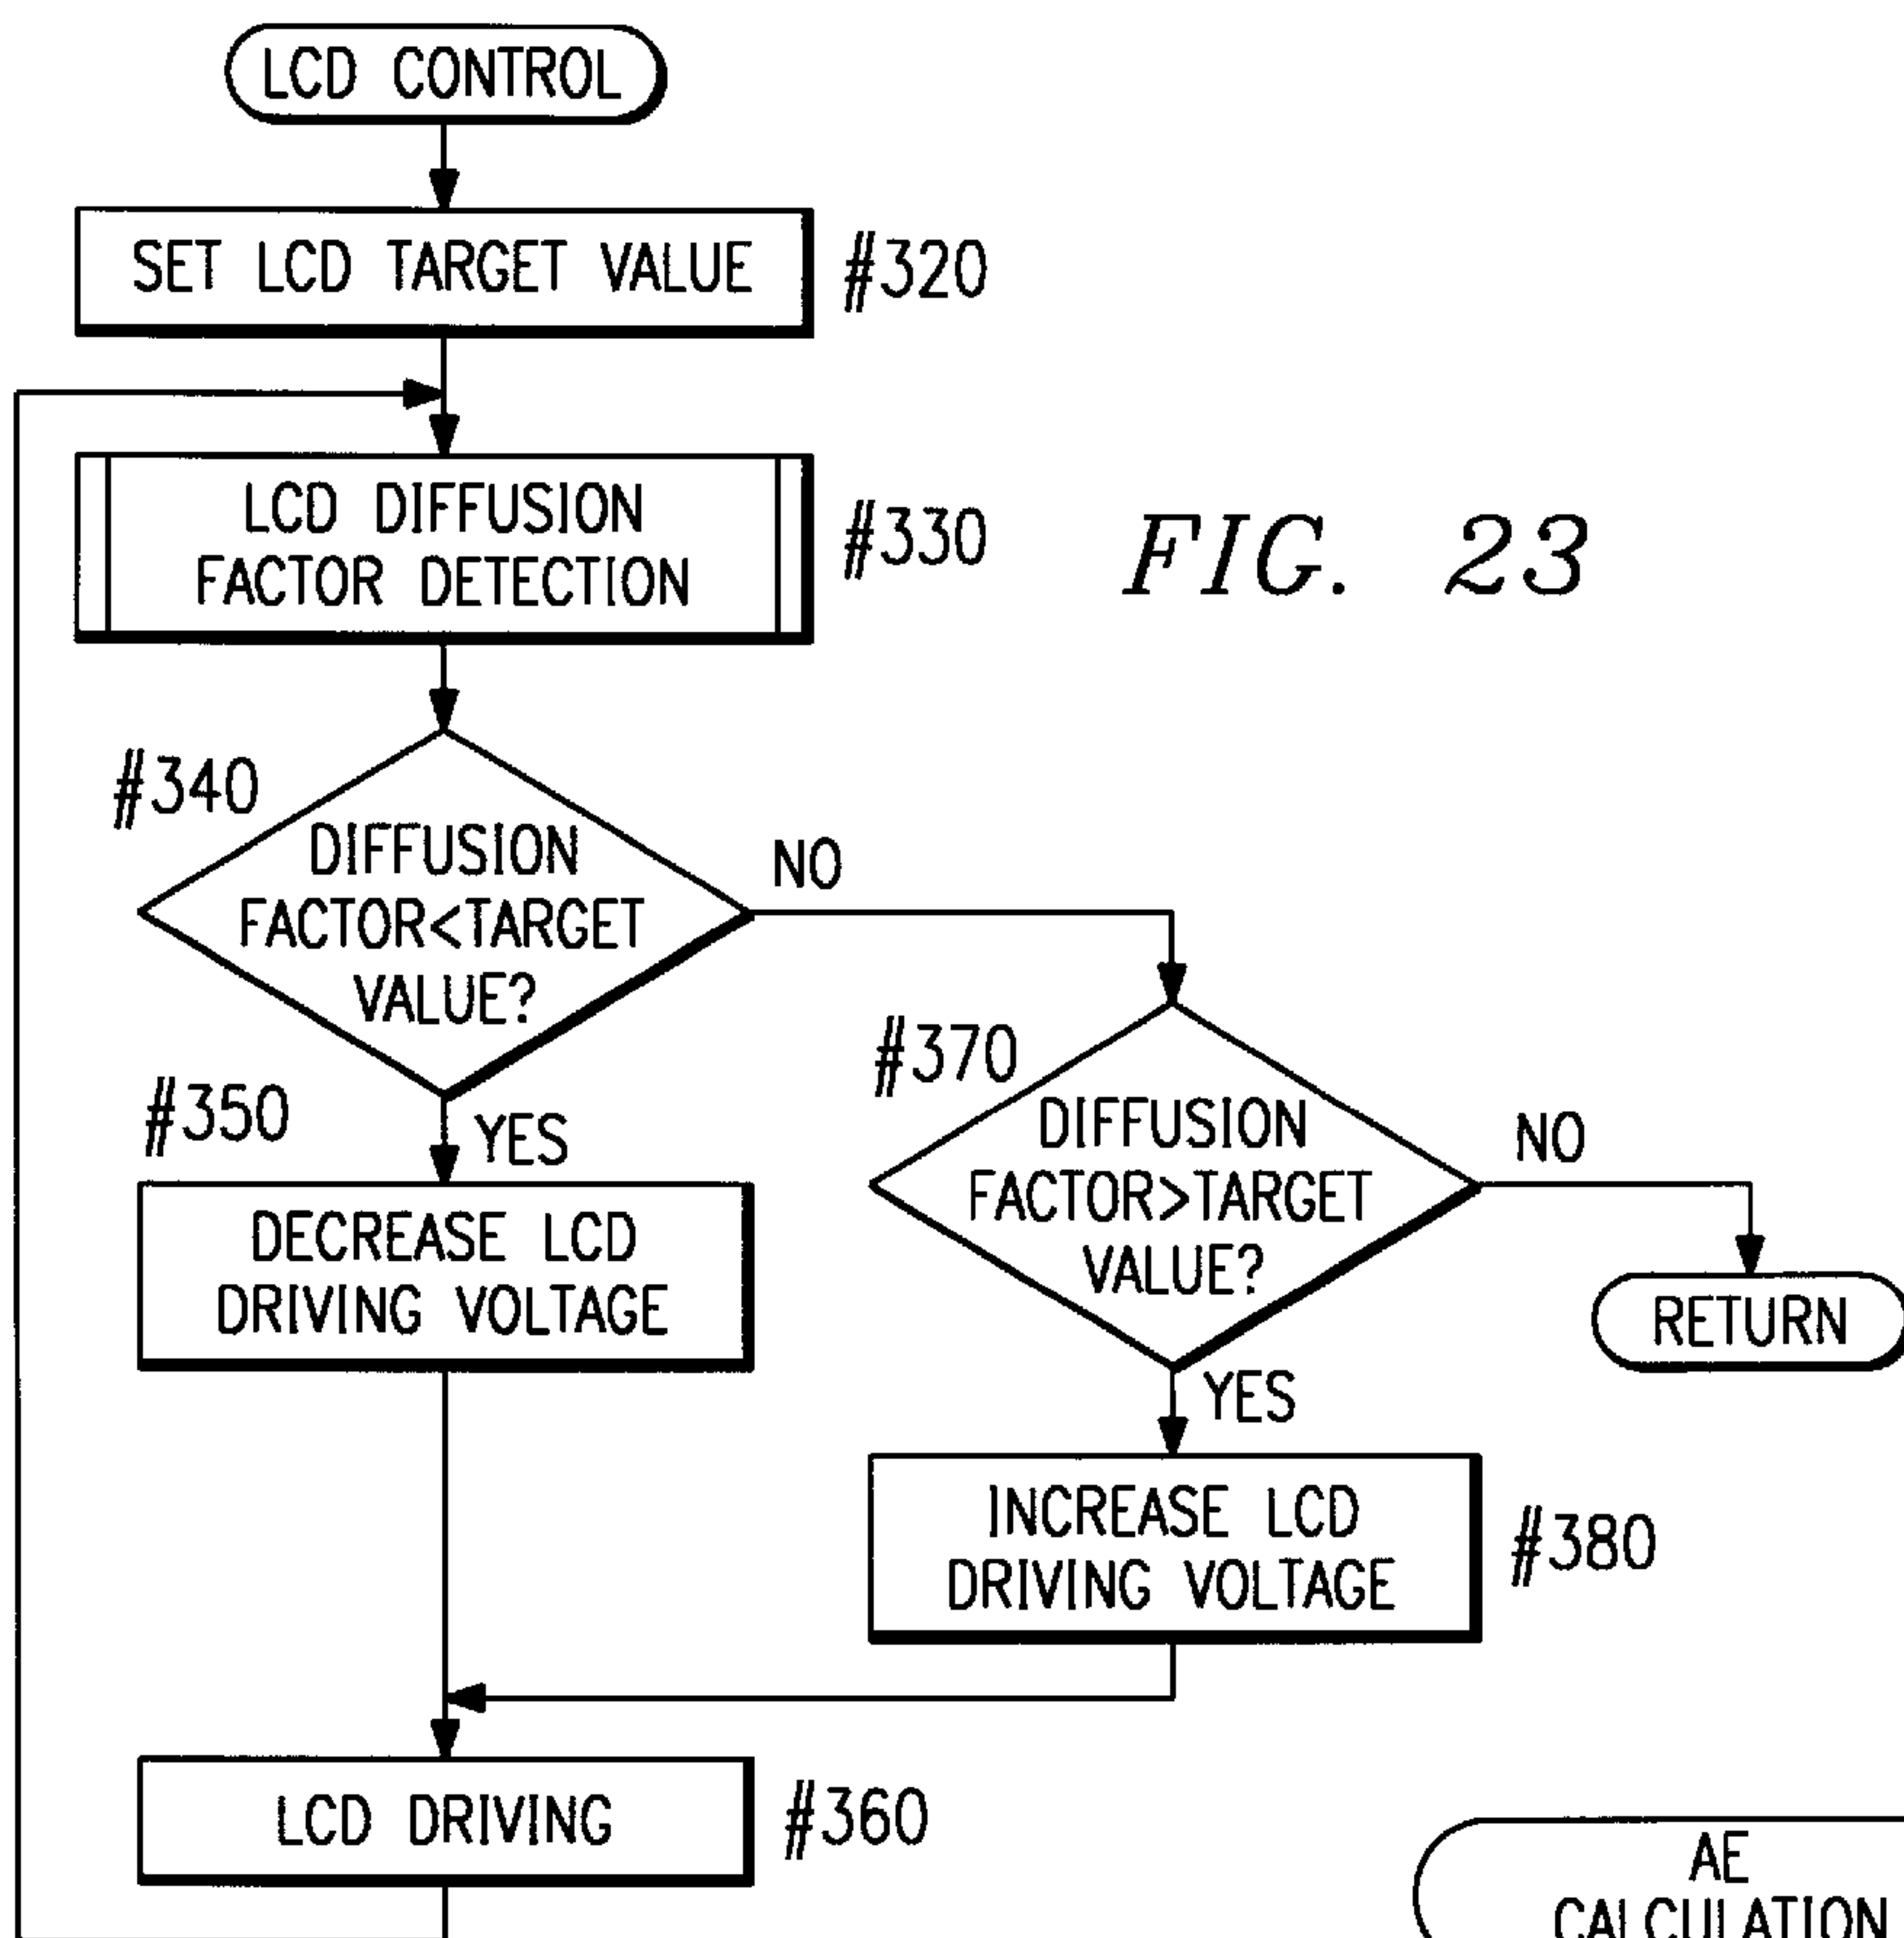 LCD CONTROL
SET LCD TARGET VALUE
#320
LCD DIFFUSION
FACTOR DETECTION
#330
FIG. 23
#340
DIFFUSION
FACTOR<TARGET
VALUE?
NO
#350
YES
#370
DIFFUSION
FACTOR>TARGET
VALUE?
NO
DECREASE LCD
DRIVING VOLTAGE
RETURN
YES
INCREASE LCD
DRIVING VOLTAGE
#380
LCD DRIVING
#360
AE
CALCULATION